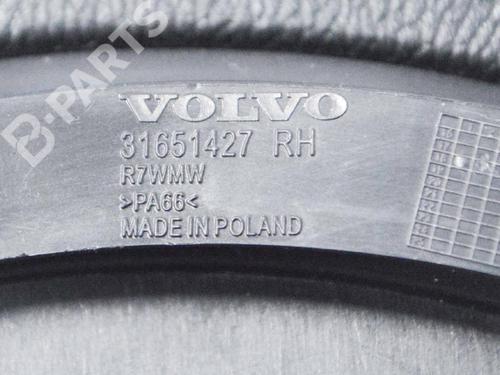 B-PARTS
VOLVO
31651427 RH
R7WMW
>PA66<
MADE IN POLAND